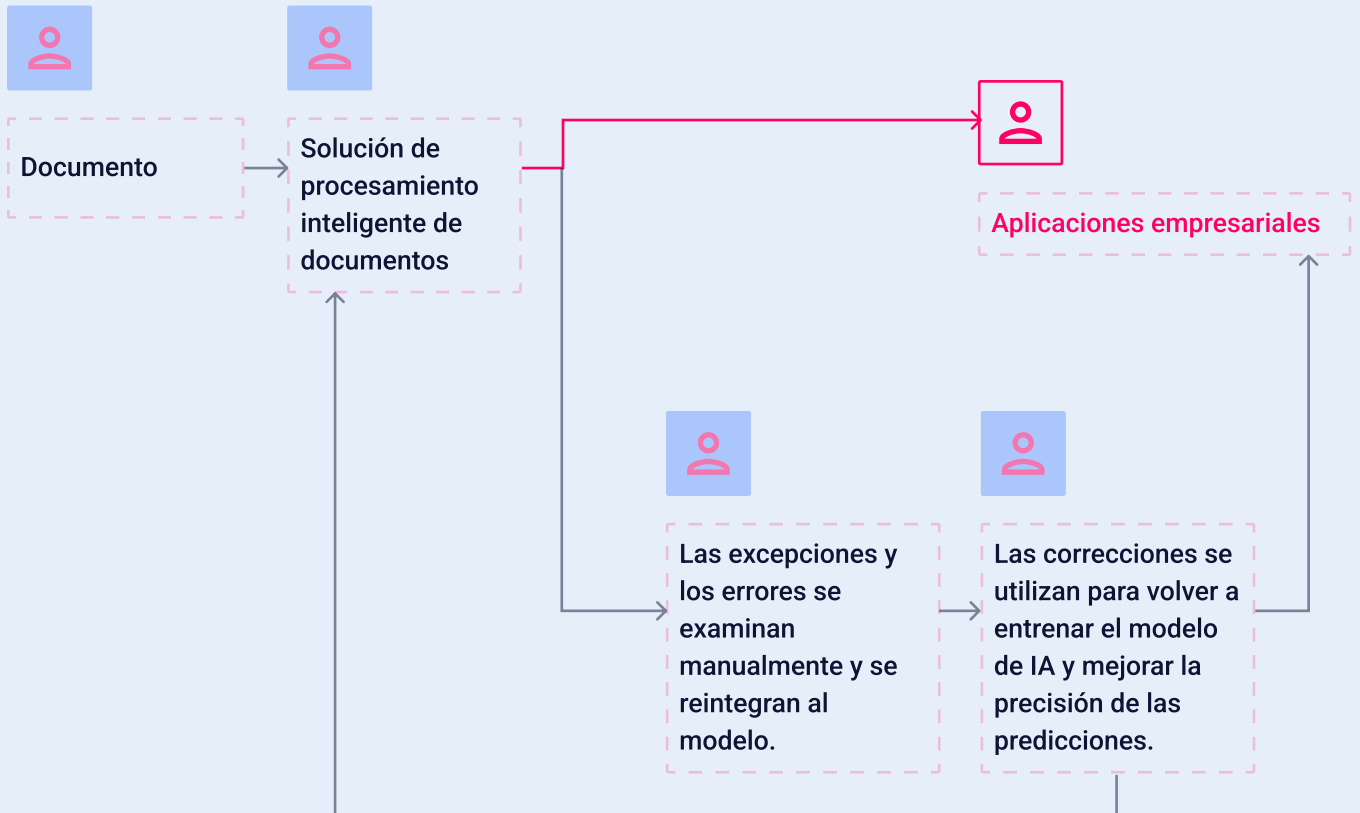 Documento
Solución de
procesamiento
inteligente de
documentos
Aplicaciones empresariales
Las excepciones y
los errores se
examinan
manualmente y se
reintegran al
modelo.
Las correcciones se
utilizan para volver a
entrenar el modelo
de IA y mejorar la
precisión de las
predicciones.